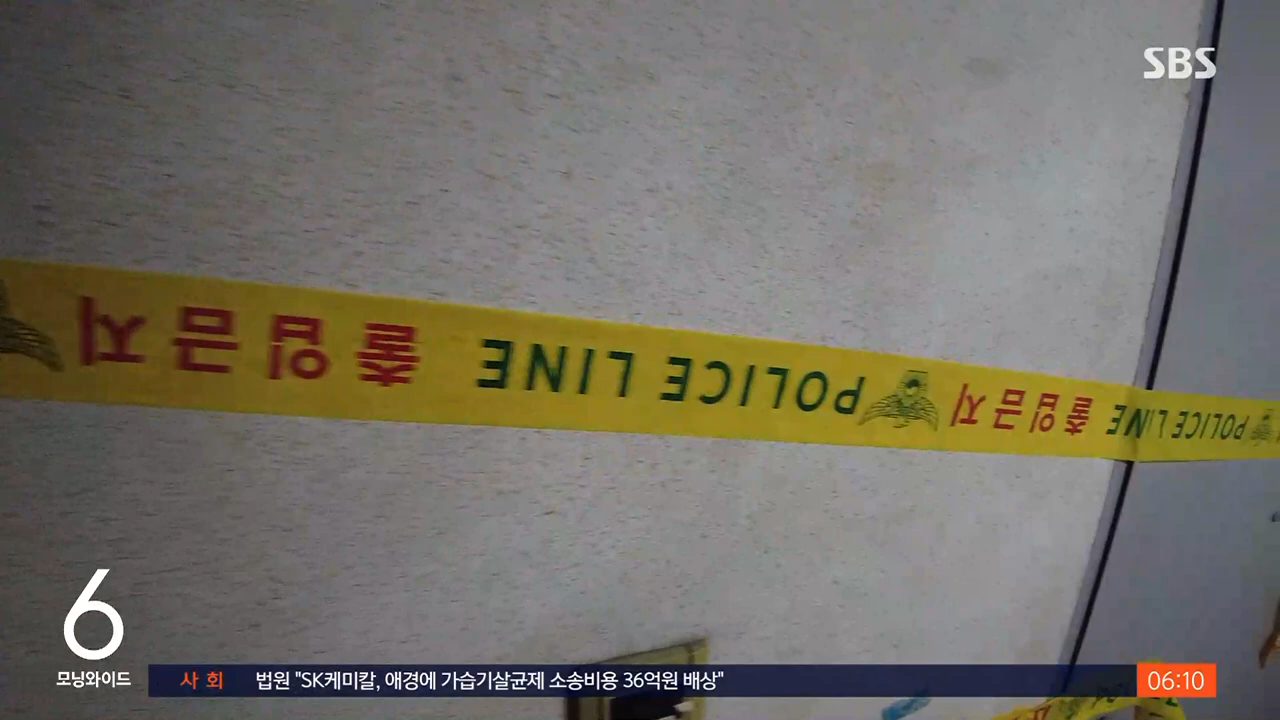 SBS
출입금지 POLICE LINE 출입금지 POLICE LINE
6
모닝와이드
사회 법원 "SK케미칼, 애경에 가습기살균제 소송비용 36억원 배상" 06:10